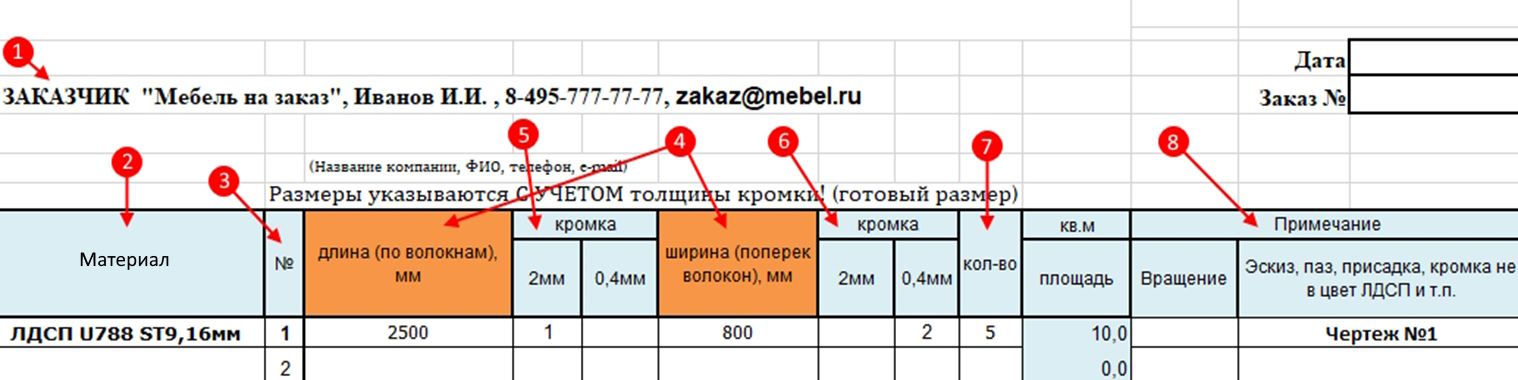 1
Дата
ЗАКАЗЧИК "Мебель на заказ", Иванов И.И. , 8-495-777-77-77, zakaz@mebel.ru
Заказ №
5 4 6 7 8
2
(Название компании, ФИО, телефон, e-mail)
3
Размеры указываются С УЧЕТОМ толщины кромки! (готовый размер)
Материал
№
длина (по волокнам),
мм
кромка
2мм 0,4мм
ширина (поперек
волокон), мм
кромка
2мм 0,4мм
кол-во
кв.м
площадь
Примечание
Вращение
Эскиз, паз, присадка, кромка не
в цвет ЛДСП и т.п.
ЛДСП U788 ST9,16мм 1 2500 1 800 2 5 10,0 Чертеж №1
2 0,0